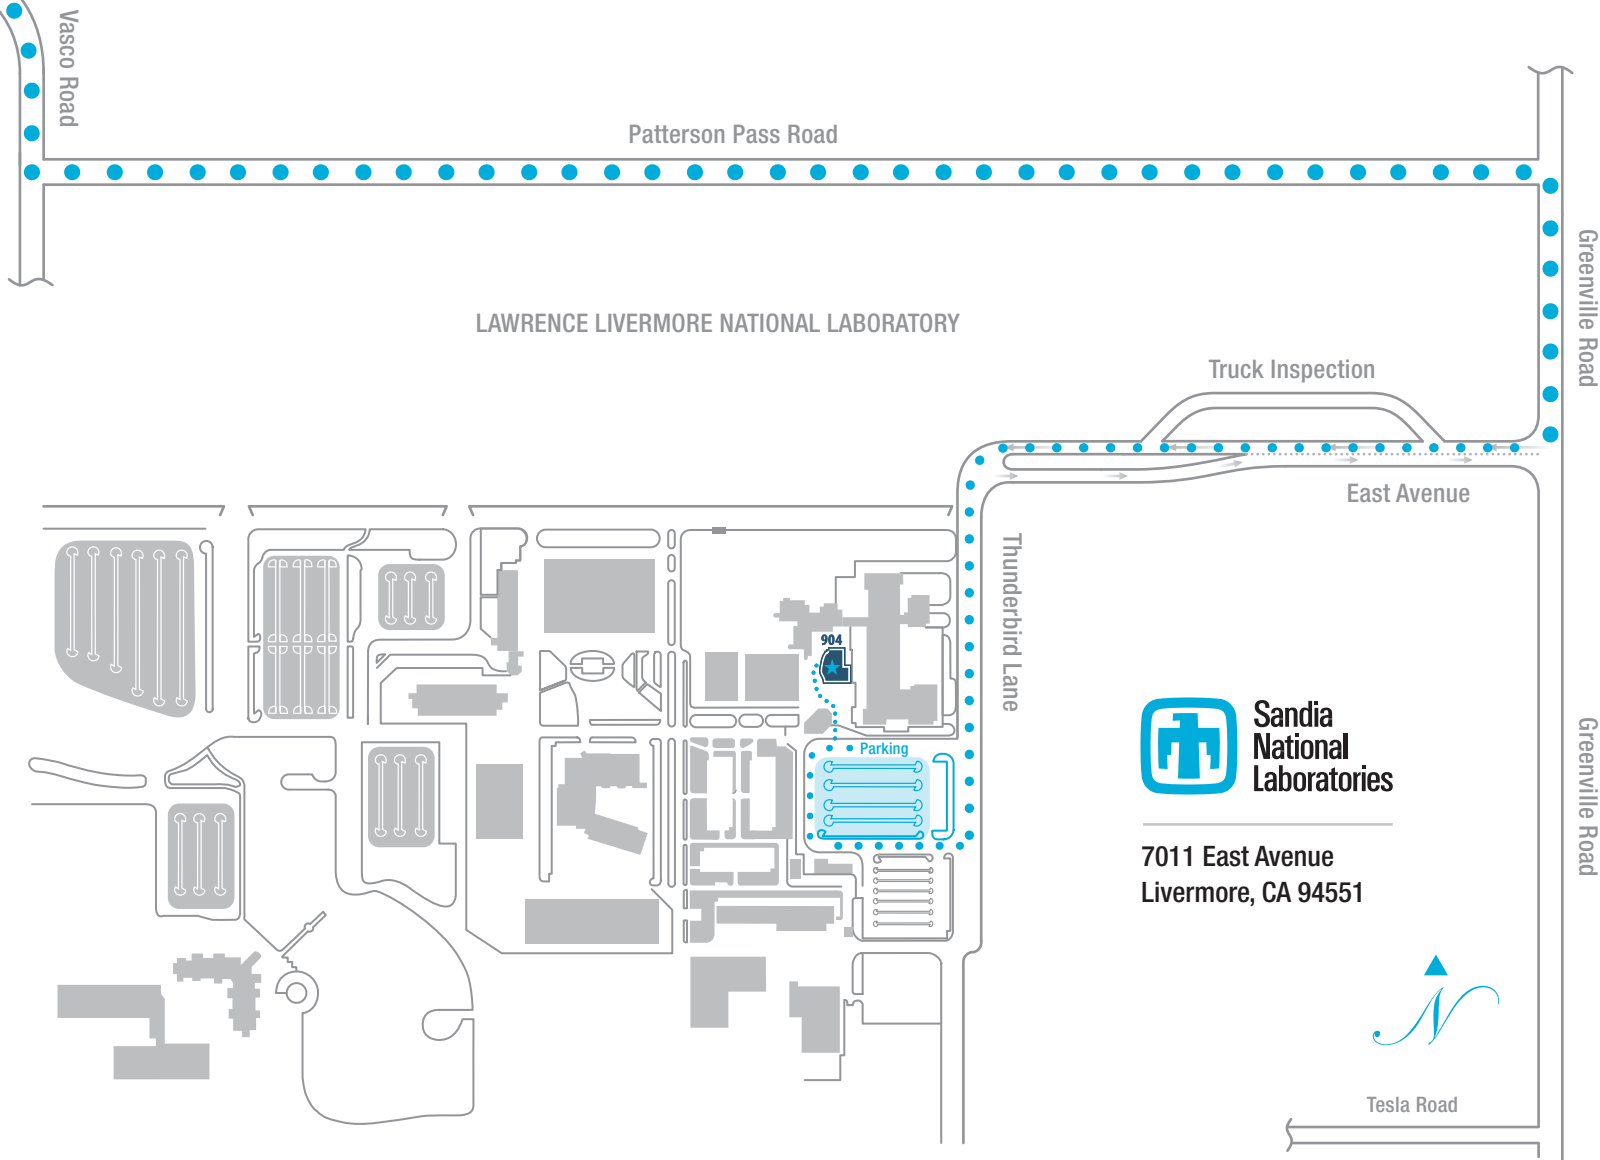 Vasco Road
Patterson Pass Road
Greenville Road
LAWRENCE LIVERMORE NATIONAL LABORATORY
Truck Inspection
East Avenue
Thunderbird Lane
904
Parking
Sandia
National
Laboratories
Greenville Road
7011 East Avenue
Livermore, CA 94551
N
Tesla Road